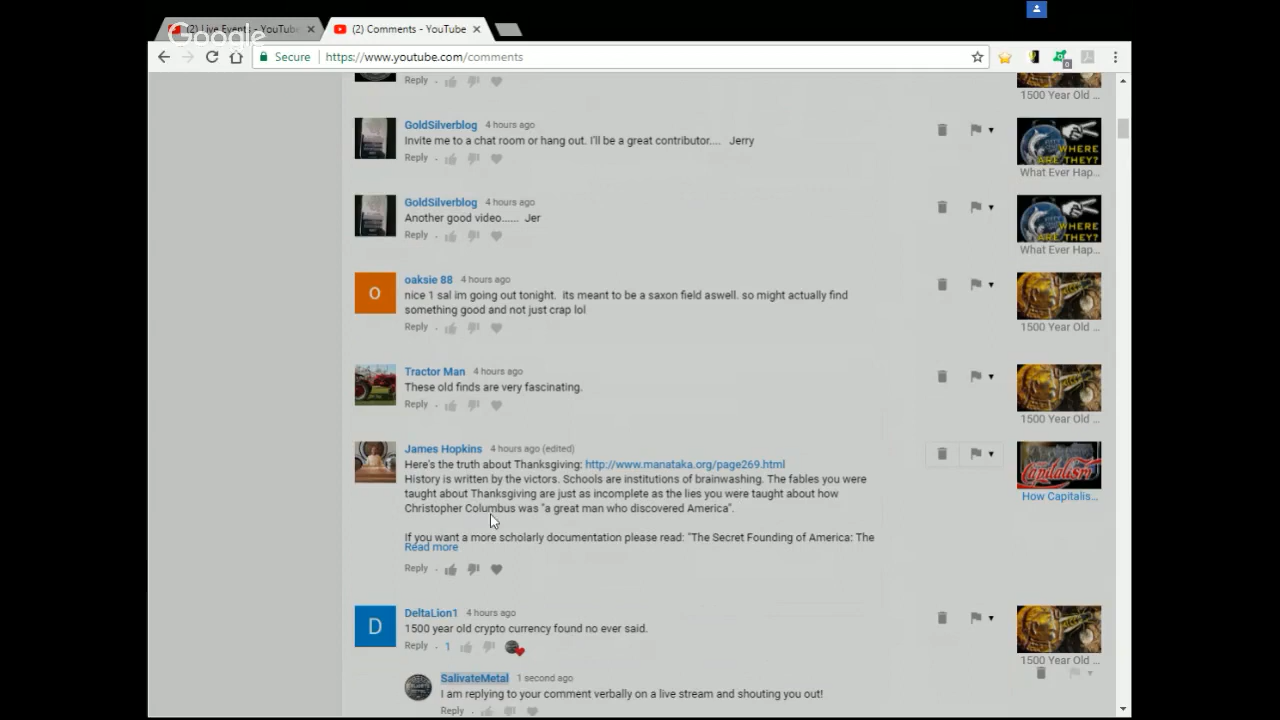 (2) Live Events - YouTube
(2) Comments - YouTube
Google
Secure
https://www.youtube.com/comments
0
Reply
1500 Year Old ...
GoldSilverblog 4 hours ago
Invite me to a chat room or hang out. I'll be a great contributor.... Jerry
Reply
WHERE ARE THEY?
What Ever Hap...
GoldSilverblog 4 hours ago
Another good video...... Jer
Reply
WHERE ARE THEY?
What Ever Hap...
oaksie 88 4 hours ago
nice 1 sal im going out tonight. its meant to be a saxon field aswell. so might actually find
something good and not just crap lol
Reply
1500 Year Old ...
Tractor Man 4 hours ago
These old finds are very fascinating.
Reply
1500 Year Old ...
James Hopkins 4 hours ago (edited)
Here's the truth about Thanksgiving: http://www.manataka.org/page269.html
History is written by the victors. Schools are institutions of brainwashing. The fables you were
taught about Thanksgiving are just as incomplete as the lies you were taught about how
Christopher Columbus was "a great man who discovered America".
If you want a more scholarly documentation please read: "The Secret Founding of America: The
Read more
Reply
How Capitalis...
D
DeltaLion1 4 hours ago
1500 year old crypto currency found no ever said.
Reply 1
1500 Year Old ...
SalivateMetal 1 second ago
I am replying to your comment verbally on a live stream and shouting you out!
Reply